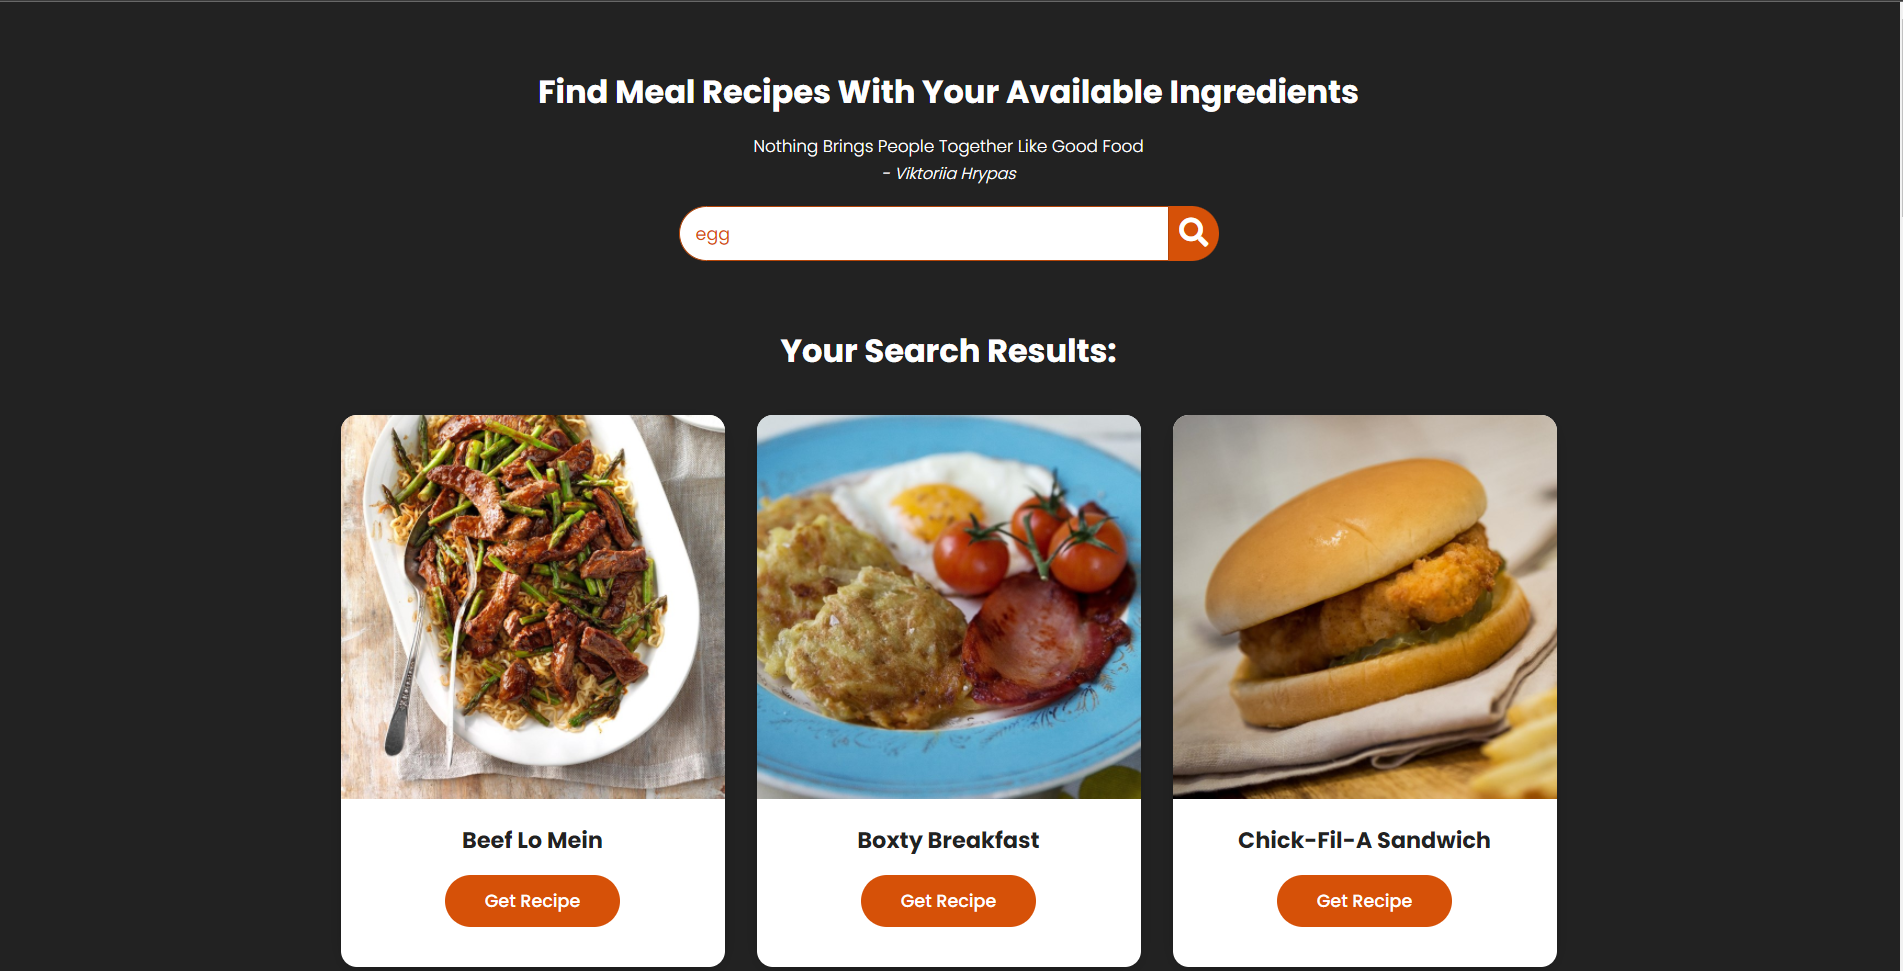 Find Meal Recipes With Your Available Ingredients
Nothing Brings People Together Like Good Food
- Viktoriia Hrypas
egg
Your Search Results:
Beef Lo Mein
Get Recipe
Boxty Breakfast
Get Recipe
Chick-Fil-A Sandwich
Get Recipe